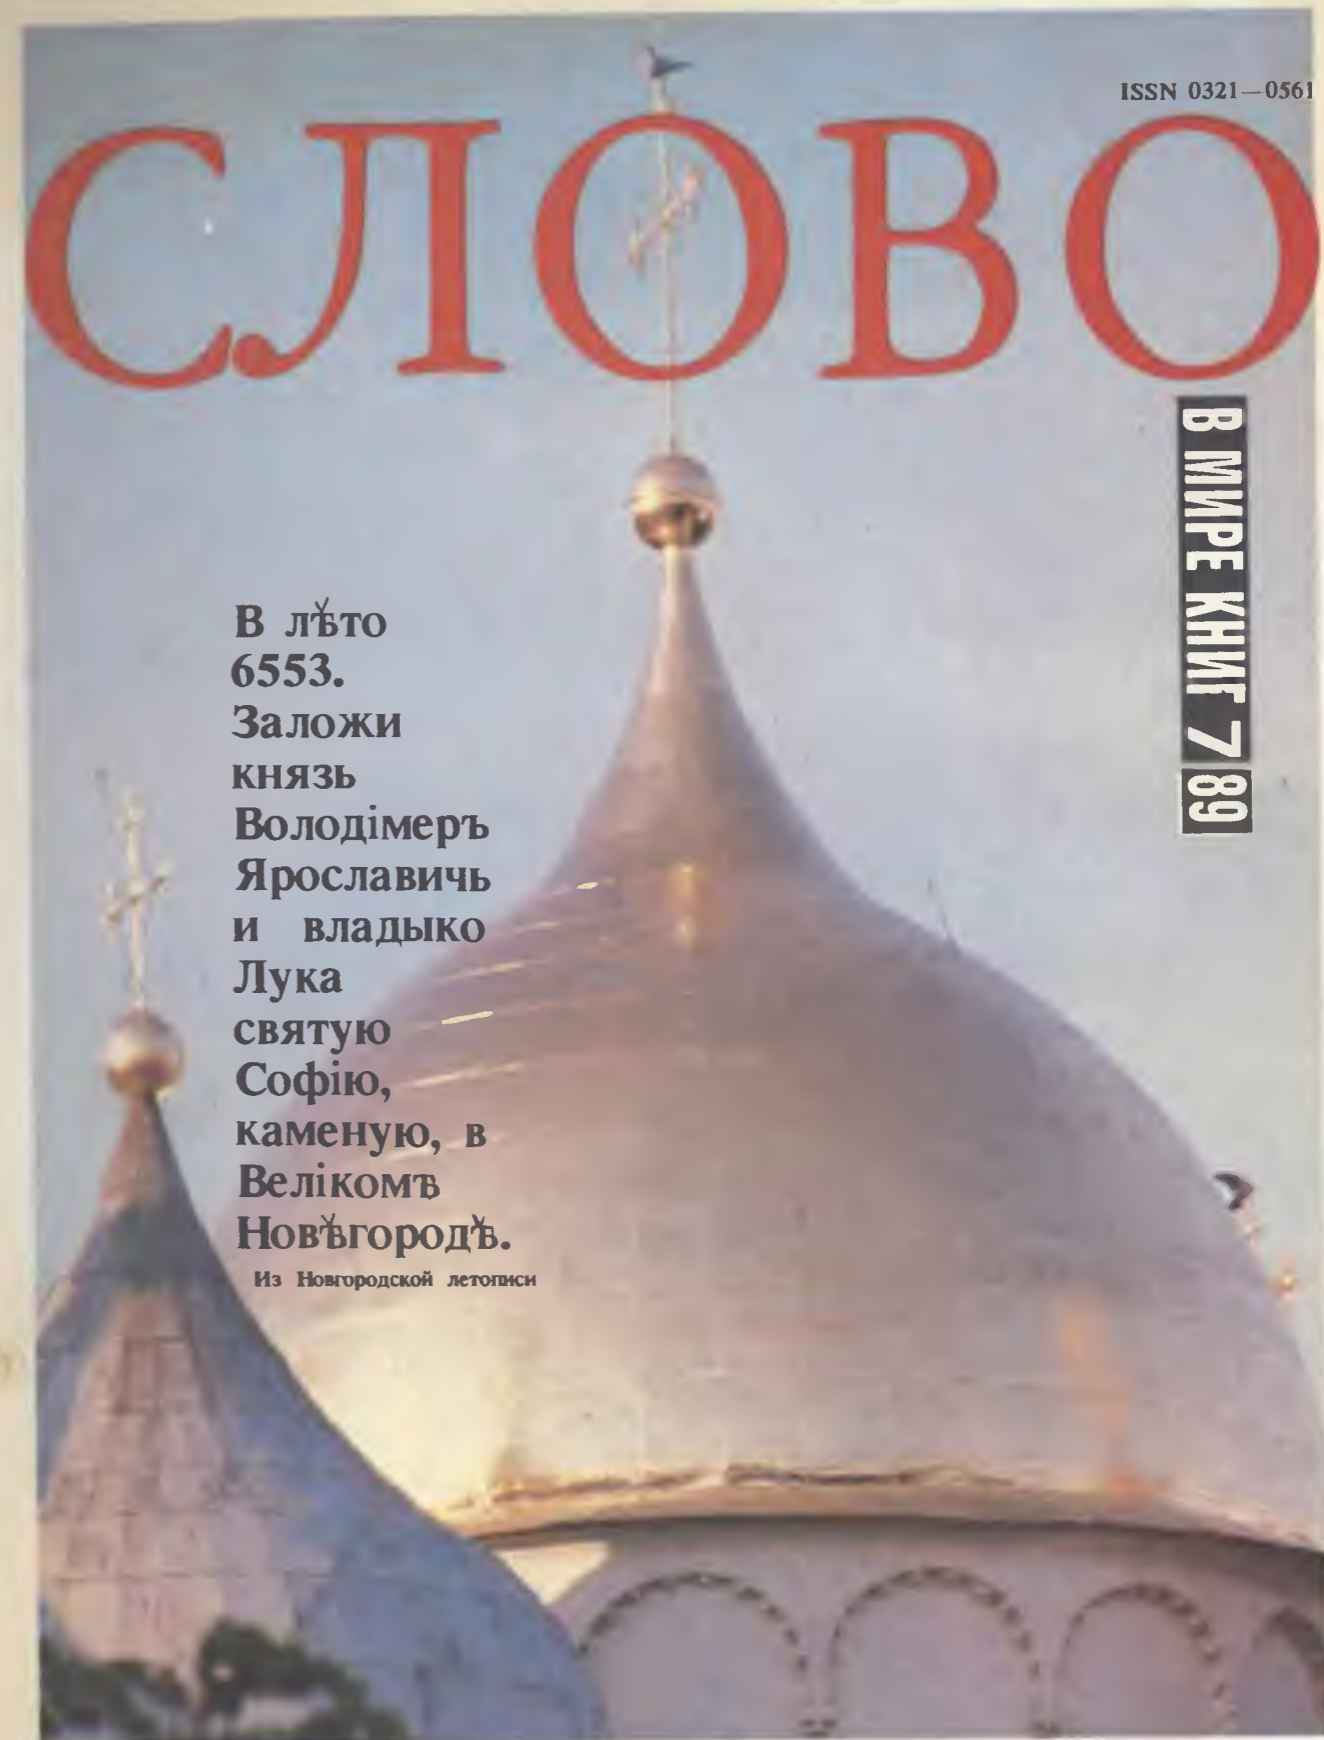 ISSN 0321—0561
СЛОВО
В МИРЕ КНИГ 7 89
В лѣто
6553.
Заложи
князь
Володімеръ
Ярославичь
и владыко
Лука
святую
Софію,
каменую, в
Велікомъ
Новѣгородѣ.
Из Новгородской летописи